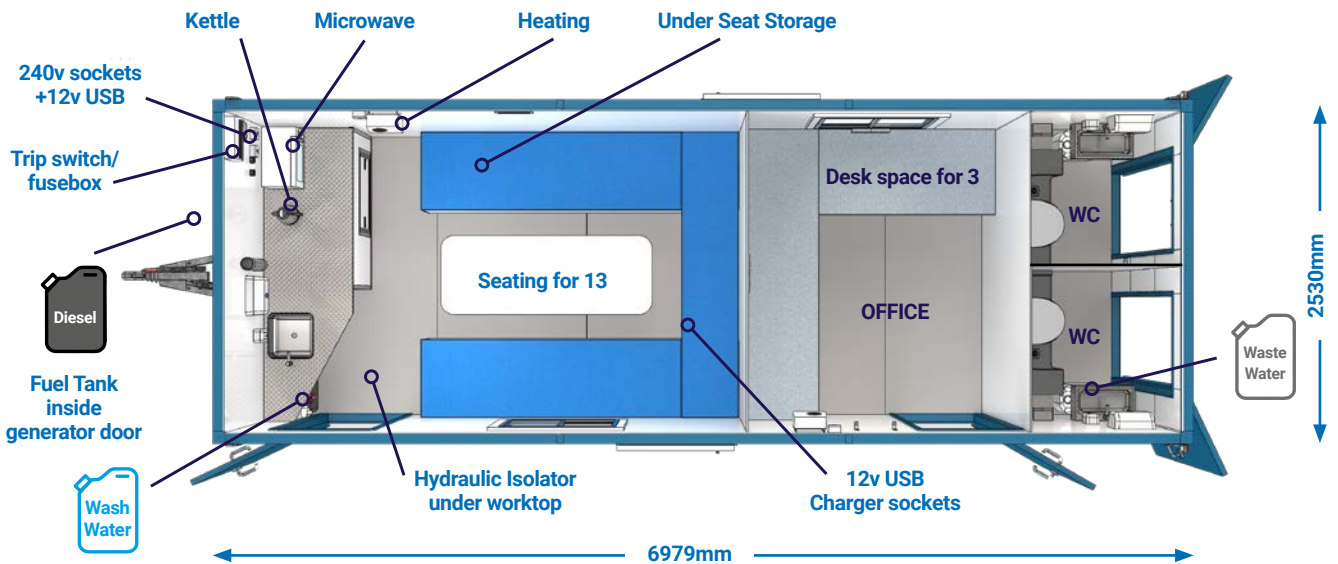 Kettle
Microwave
Heating
Under Seat Storage
240v sockets
+12v USB
Trip switch/
fusebox
Desk space for 3
WC
Diesel
Seating for 13
OFFICE
WC
2530mm
Waste
Water
Fuel Tank
inside
generator door
Wash
Water
Hydraulic Isolator
under worktop
12v USB
Charger sockets
6979mm